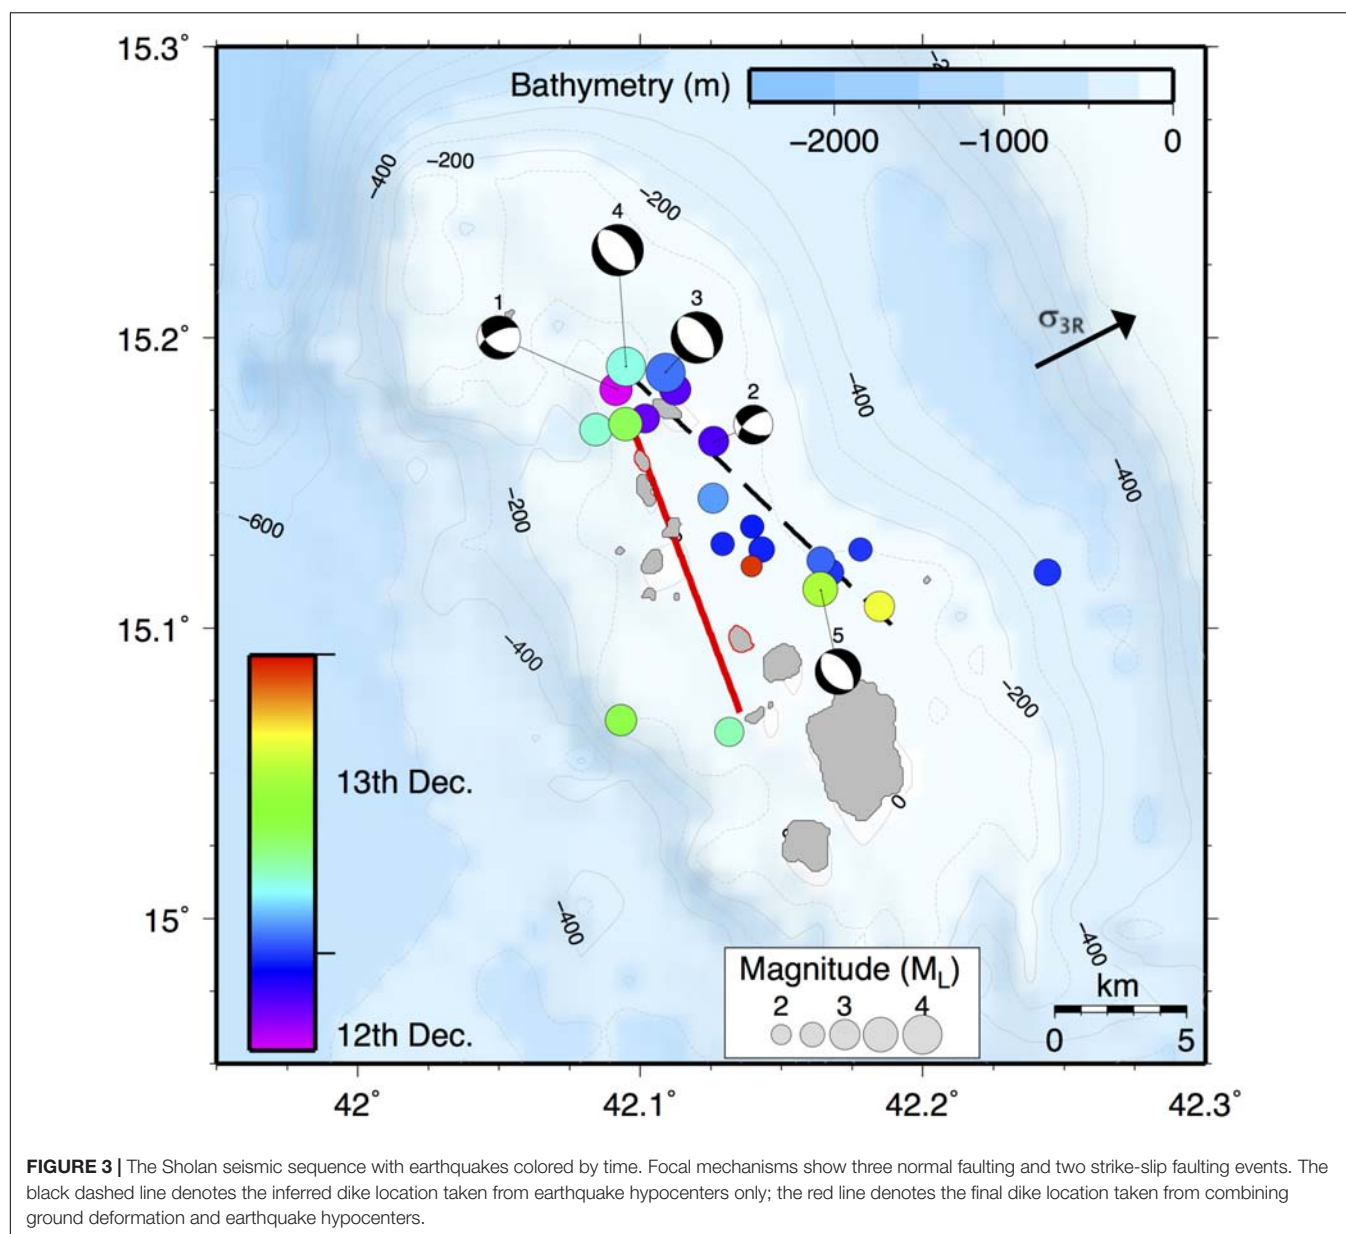 15.3°
Bathymetry (m)
−2000 −1000 0
−200
−400
−200
4
1
3
σ3R
15.2°
2
−400
−400
−200
−600
15.1°
5
−400
−200
13th Dec.
0
15°
−400
−400
Magnitude (ML)
2 3 4
km
0 5
12th Dec.
42° 42.1° 42.2° 42.3°
FIGURE 3 | The Sholan seismic sequence with earthquakes colored by time. Focal mechanisms show three normal faulting and two strike-slip faulting events. The
black dashed line denotes the inferred dike location taken from earthquake hypocenters only; the red line denotes the final dike location taken from combining
ground deformation and earthquake hypocenters.